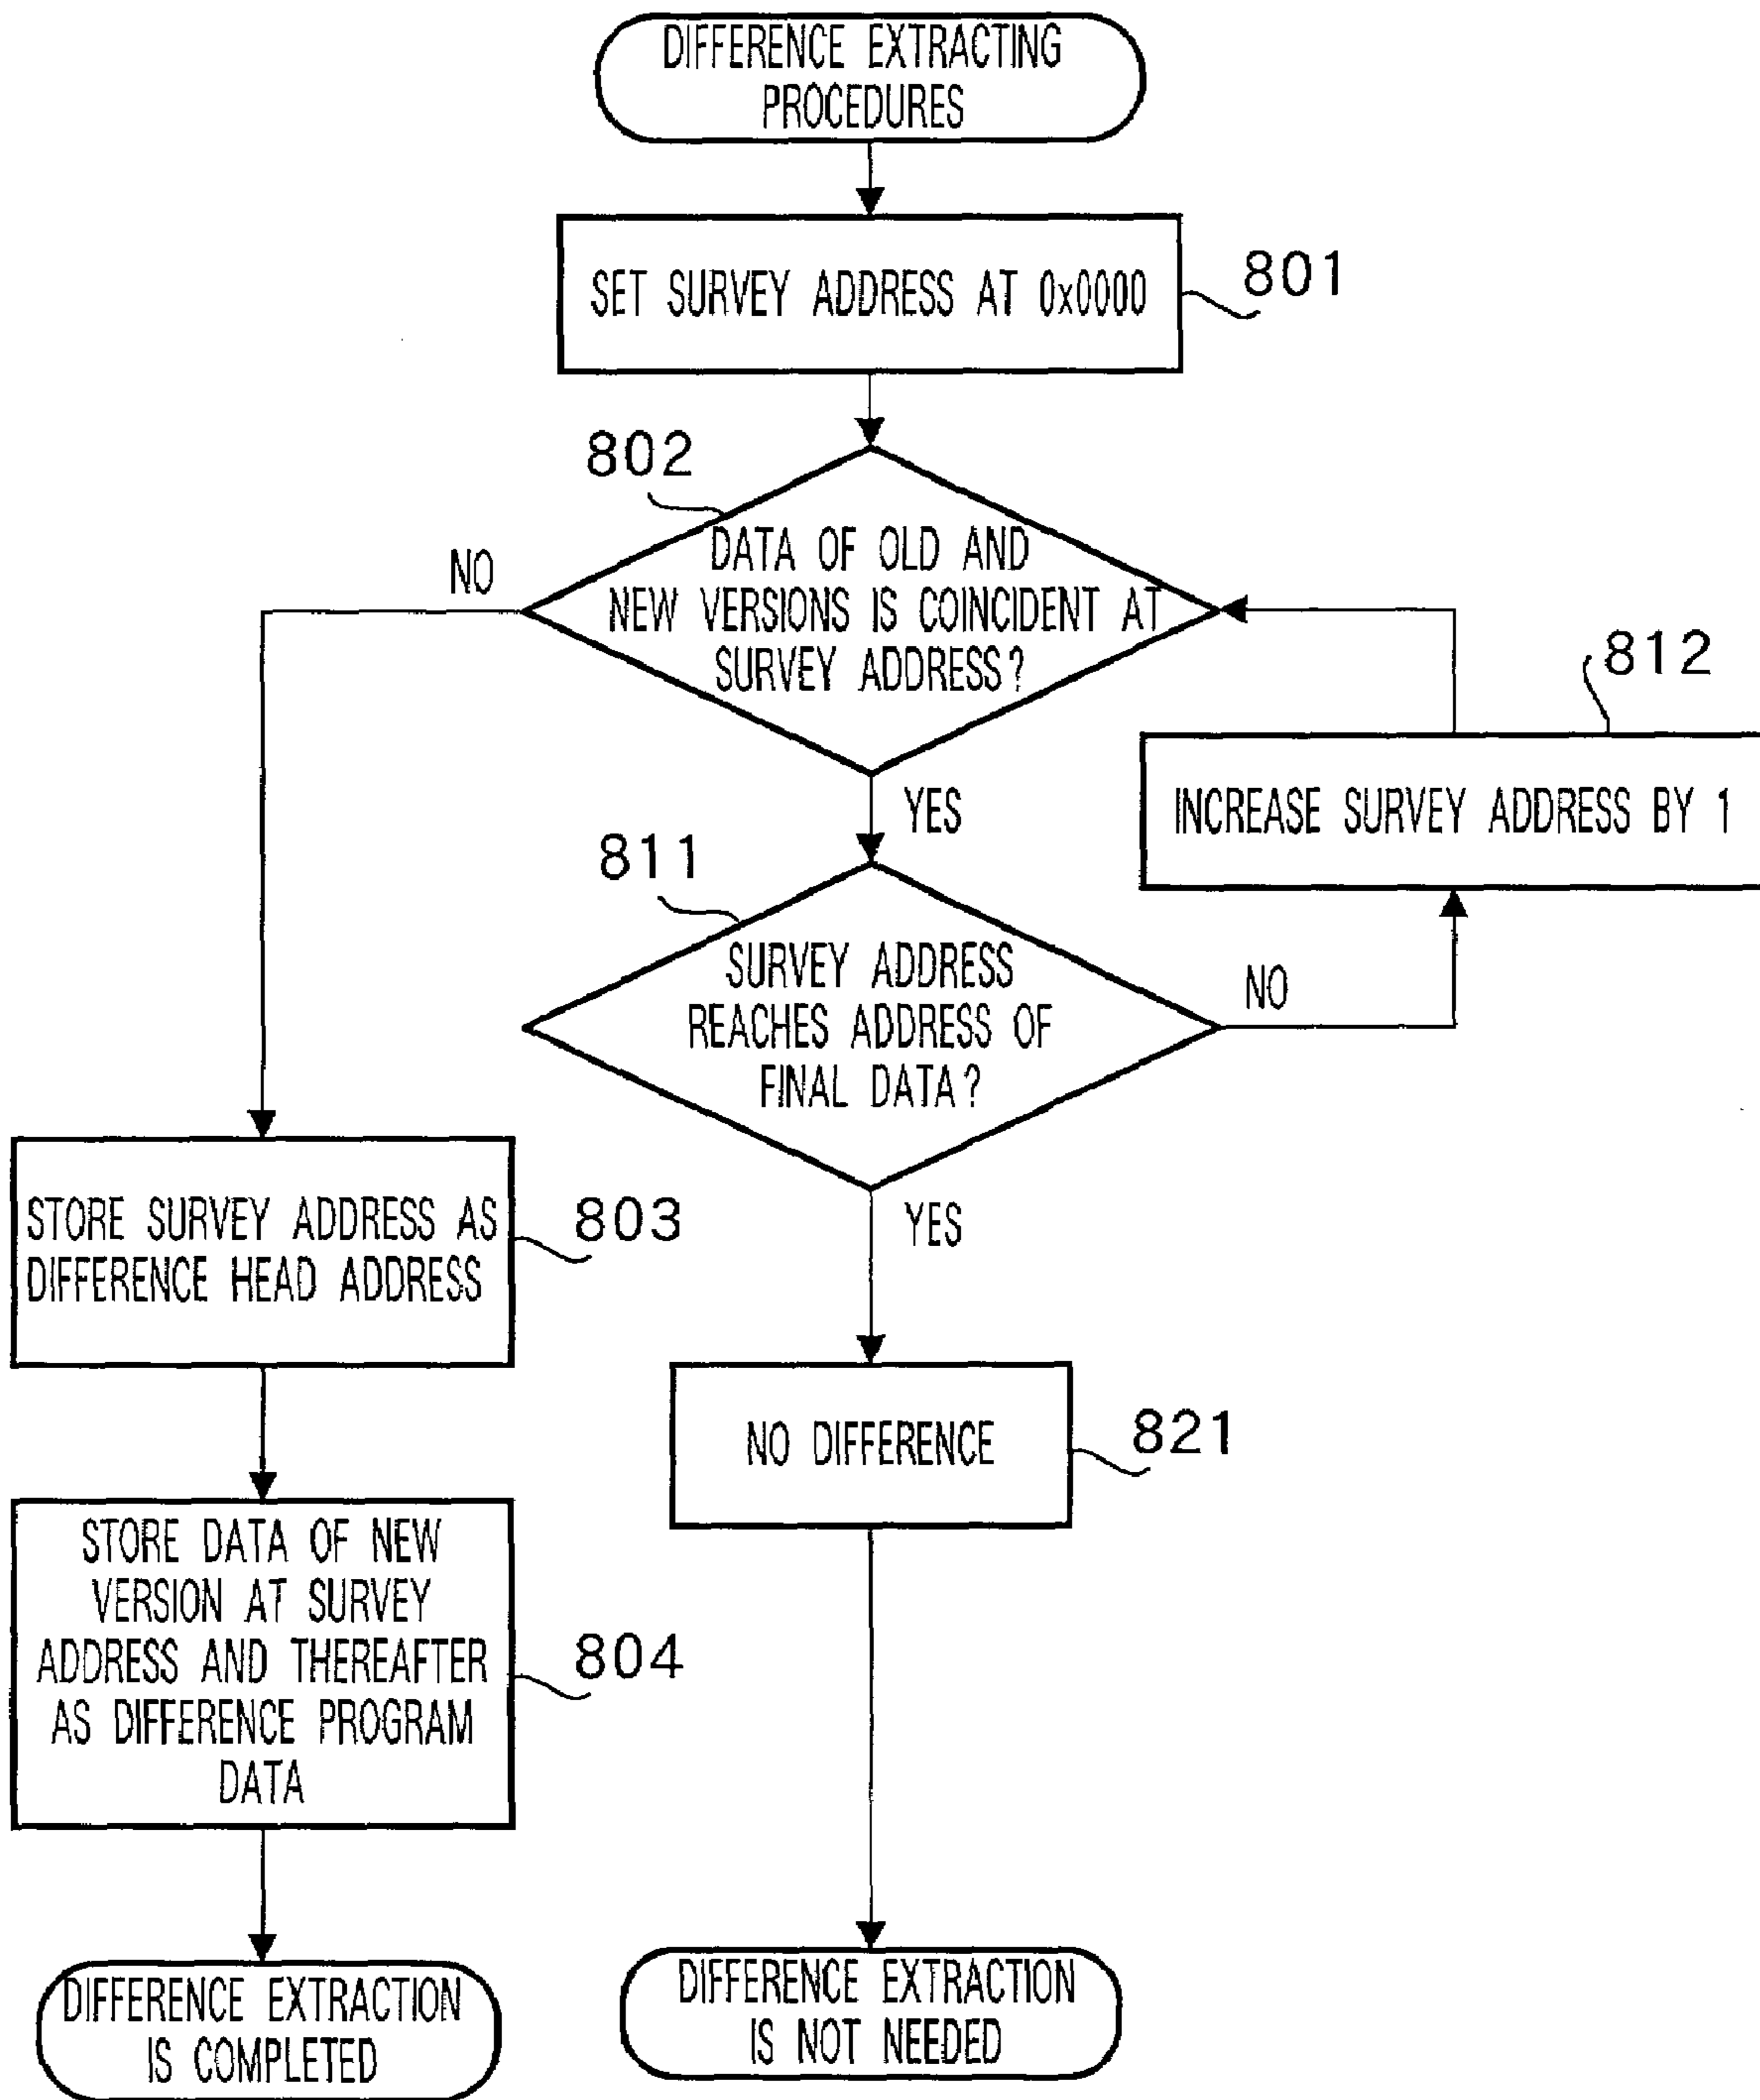 DIFFERENCE EXTRACTING
PROCEDURES
SET SURVEY ADDRESS AT 0x0000
801
802
DATA OF OLD AND
NEW VERSIONS IS COINCIDENT AT
SURVEY ADDRESS?
NO
YES
812
INCREASE SURVEY ADDRESS BY 1
811
SURVEY ADDRESS
REACHES ADDRESS OF
FINAL DATA?
NO
YES
STORE SURVEY ADDRESS AS
DIFFERENCE HEAD ADDRESS
803
NO DIFFERENCE
821
STORE DATA OF NEW
VERSION AT SURVEY
ADDRESS AND THEREAFTER
AS DIFFERENCE PROGRAM
DATA
804
DIFFERENCE EXTRACTION
IS COMPLETED
DIFFERENCE EXTRACTION
IS NOT NEEDED